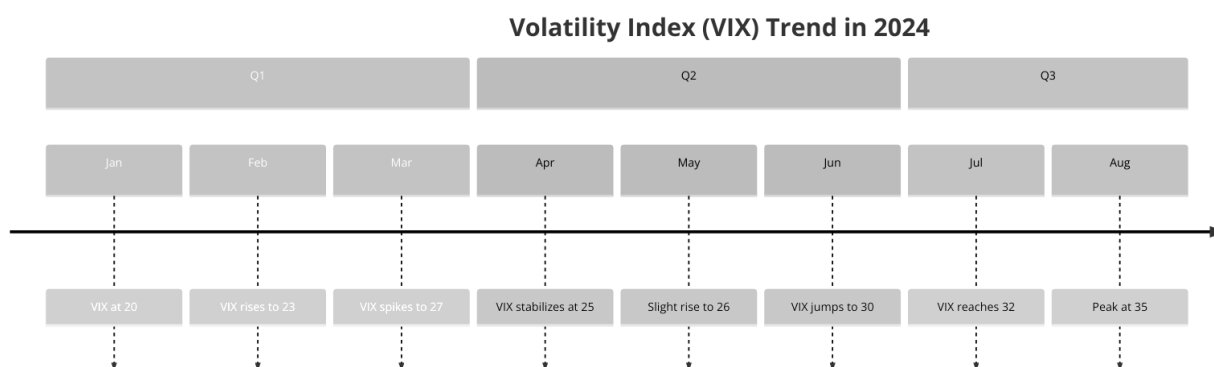 Volatility Index (VIX) Trend in 2024
Q1
Q2
Q3
Jan
Feb
Mar
Apr
May
Jun
Jul
Aug
VIX at 20
VIX rises to 23
VIX spikes to 27
VIX stabilizes at 25
Slight rise to 26
VIX jumps to 30
VIX reaches 32
Peak at 35